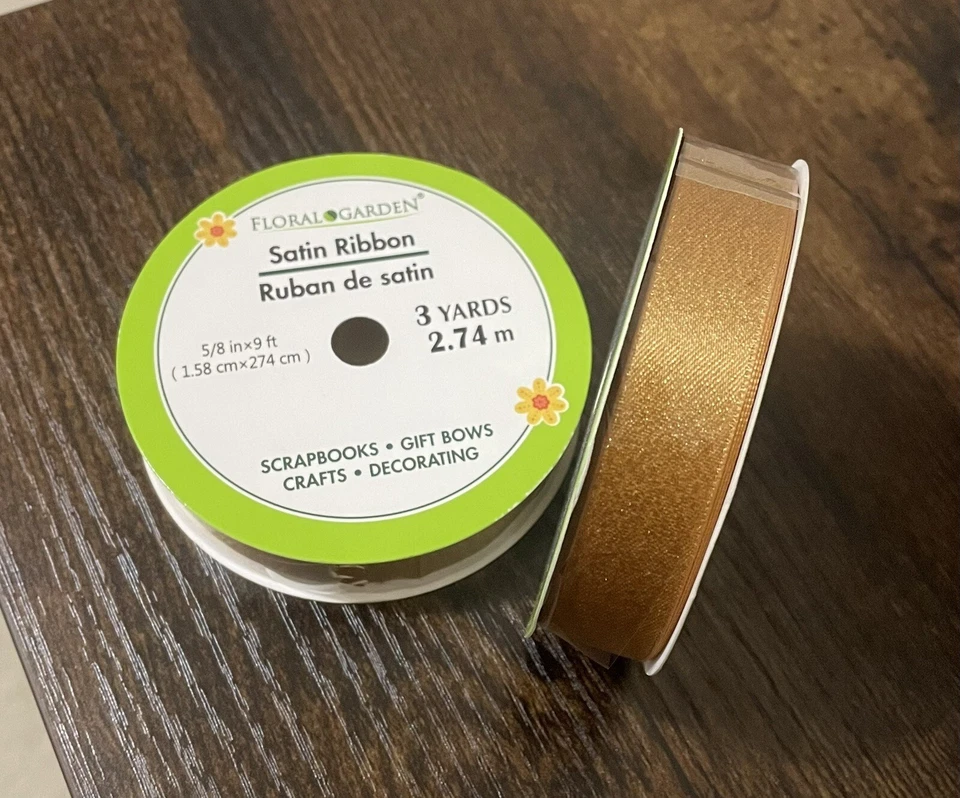 FLORAL GARDEN®
Satin Ribbon
Ruban de satin
3 YARDS
2.74 m
5/8 in×9 ft
( 1.58 cm×274 cm )
SCRAPBOOKS • GIFT BOWS
CRAFTS • DECORATING